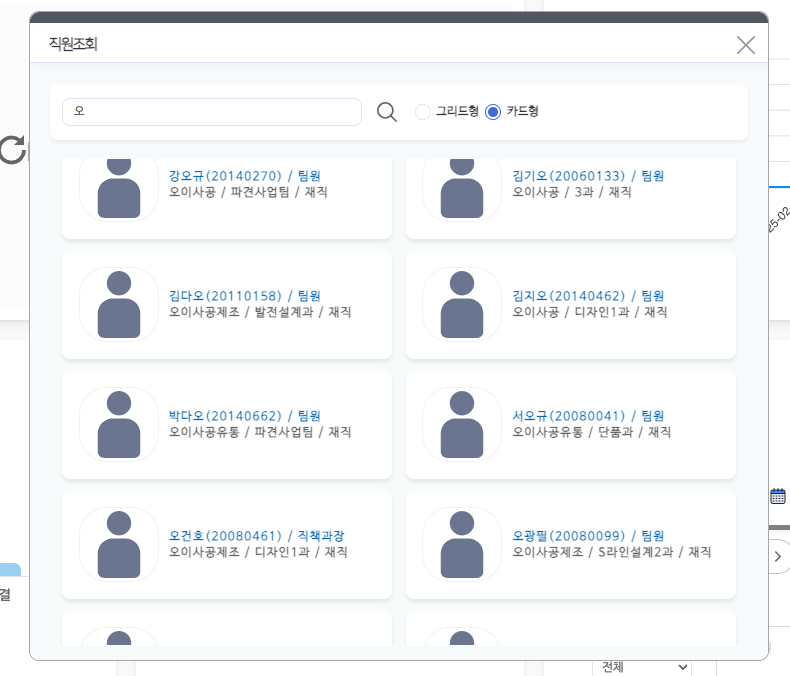 직원조회
오
그리드형 카드형
강오규(20140270) / 팀원
오이사공 / 파견사업팀 / 재직
김기오(20060133) / 팀원
오이사공 / 3과 / 재직
김다오(20110158) / 팀원
오이사공제조 / 발전설계과 / 재직
김지오(20140462) / 팀원
오이사공 / 디자인1과 / 재직
박다오(20140662) / 팀원
오이사공유통 / 파견사업팀 / 재직
서오규(20080041) / 팀원
오이사공유통 / 단품과 / 재직
오건호(20080461) / 직책과장
오이사공제조 / 디자인1과 / 재직
오광필(20080099) / 팀원
오이사공제조 / S라인설계2과 / 재직
25-02
결
전체